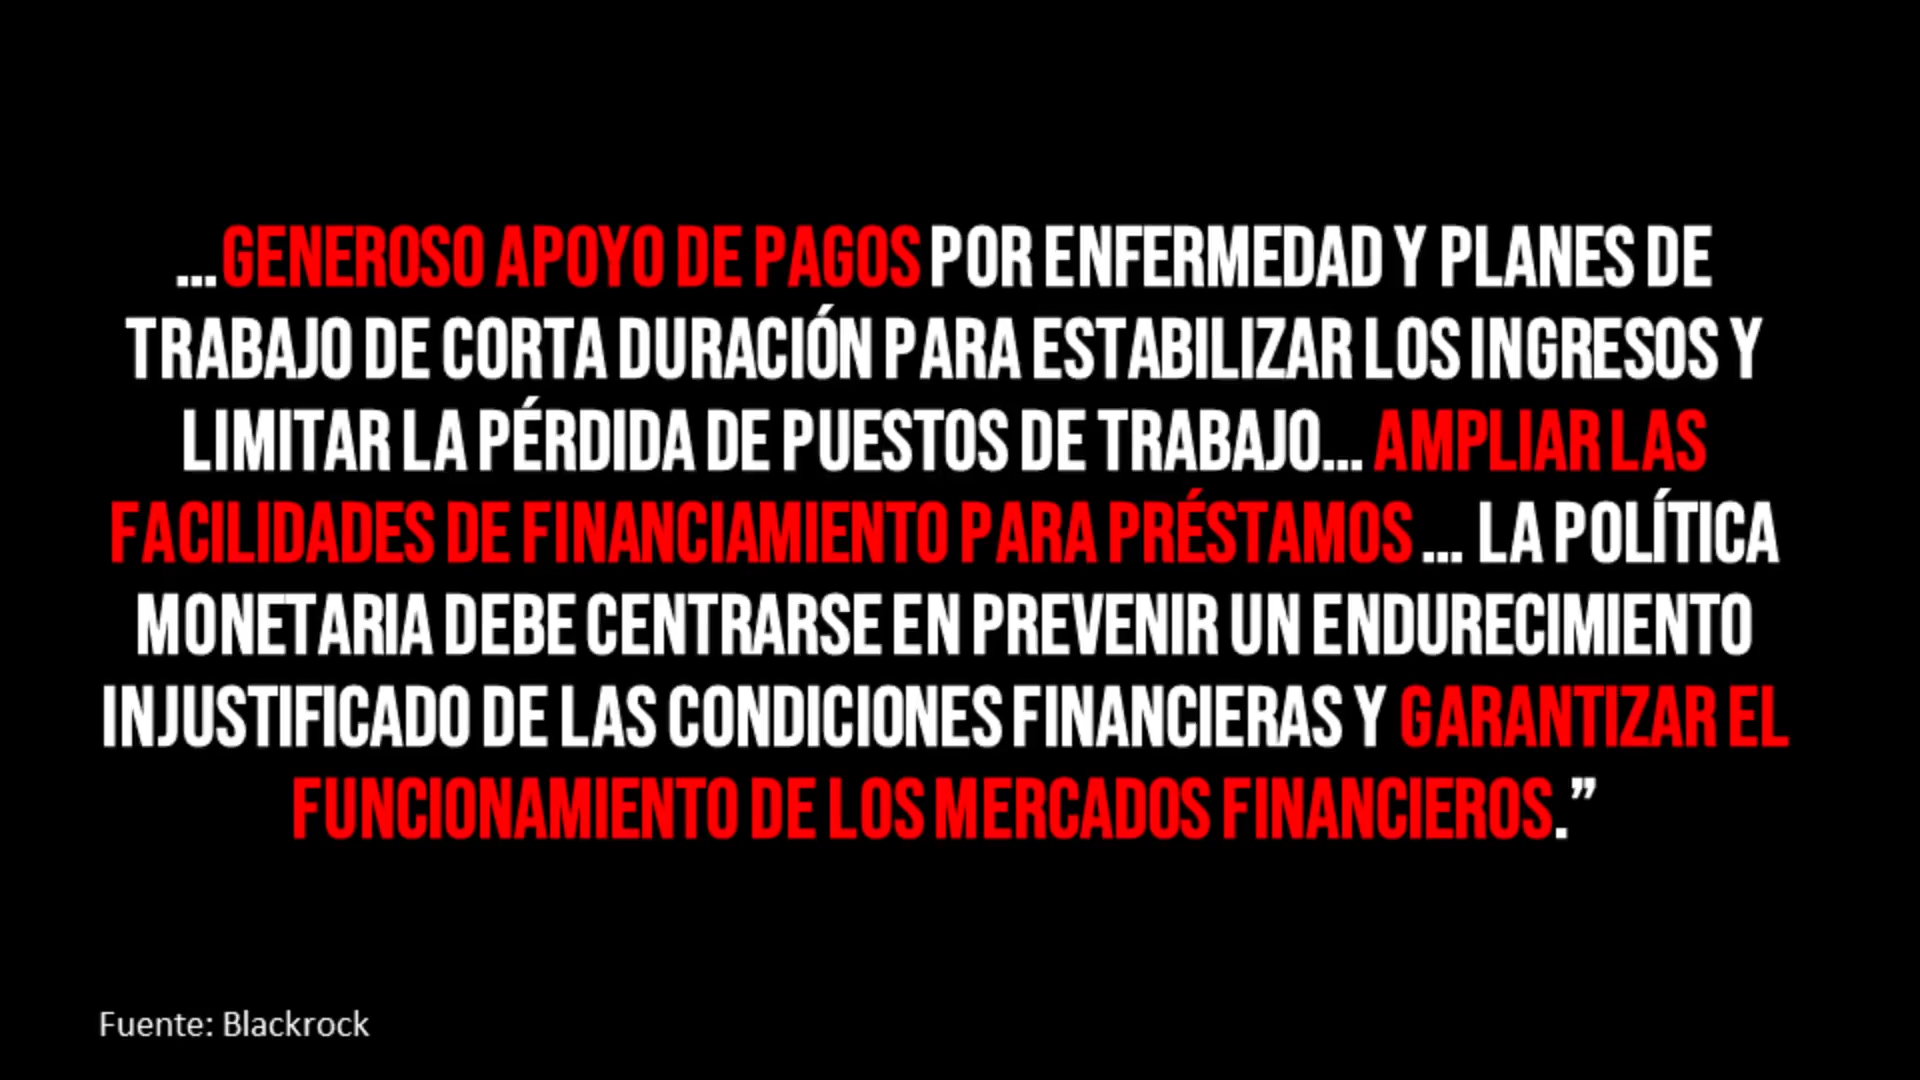 ...GENEROSO APOYO DE PAGOS POR ENFERMEDAD Y PLANES DE
TRABAJO DE CORTA DURACIÓN PARA ESTABILIZAR LOS INGRESOS Y
LIMITAR LA PÉRDIDA DE PUESTOS DE TRABAJO... AMPLIAR LAS
FACILIDADES DE FINANCIAMIENTO PARA PRÉSTAMOS ... LA POLÍTICA
MONETARIA DEBE CENTRARSE EN PREVENIR UN ENDURECIMIENTO
INJUSTIFICADO DE LAS CONDICIONES FINANCIERAS Y GARANTIZAR EL
FUNCIONAMIENTO DE LOS MERCADOS FINANCIEROS.”
Fuente: Blackrock